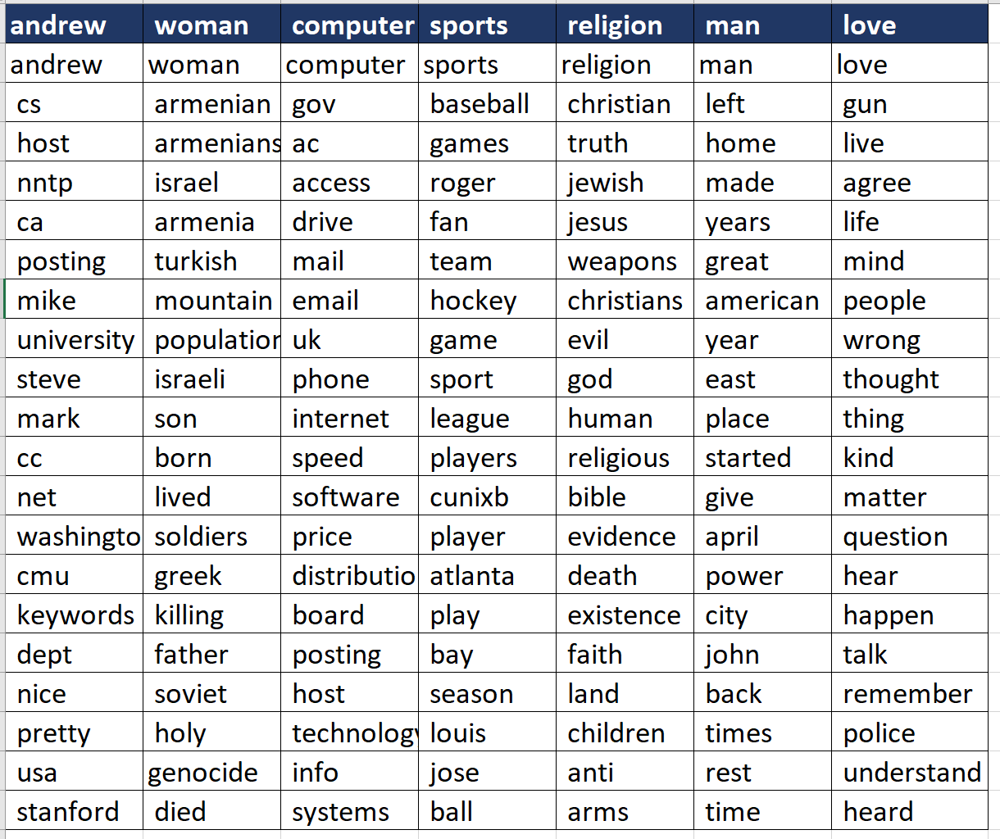 andrew woman computer sports religion man love
andrew woman computer sports religion man love
cs armenian gov baseball christian left gun
host armenians ac games truth home live
nntp israel access roger jewish made agree
ca armenia drive fan jesus years life
posting turkish mail team weapons great mind
mike mountain email hockey christians american people
university population uk game evil year wrong
steve israeli phone sport god east thought
mark son internet league human place thing
cc born speed players religious started kind
net lived software cunixb bible give matter
washingto soldiers price player evidence april question
cmu greek distributio atlanta death power hear
keywords killing board play existence city happen
dept father posting bay faith john talk
nice soviet host season land back remember
pretty holy technology louis children times police
usa genocide info jose anti rest understand
stanford died systems ball arms time heard